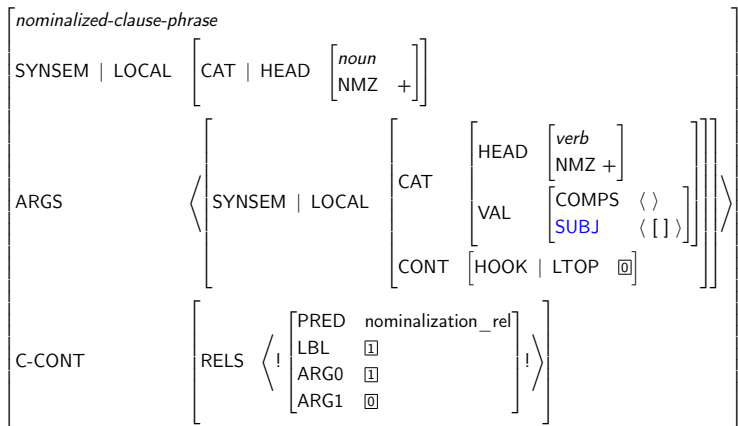 nominalized-clause-phrase
SYNSEM | LOCAL [CAT | HEAD [noun
NMZ +]]
ARGS ⟨[SYNSEM | LOCAL [CAT [HEAD [verb
NMZ +]
VAL [COMPS ⟨ ⟩
SUBJ ⟨ [ ] ⟩]]
CONT [HOOK | LTOP 0]]]⟩
C-CONT [RELS ⟨! [PRED nominalization_rel
LBL 1
ARG0 1
ARG1 0] !⟩]